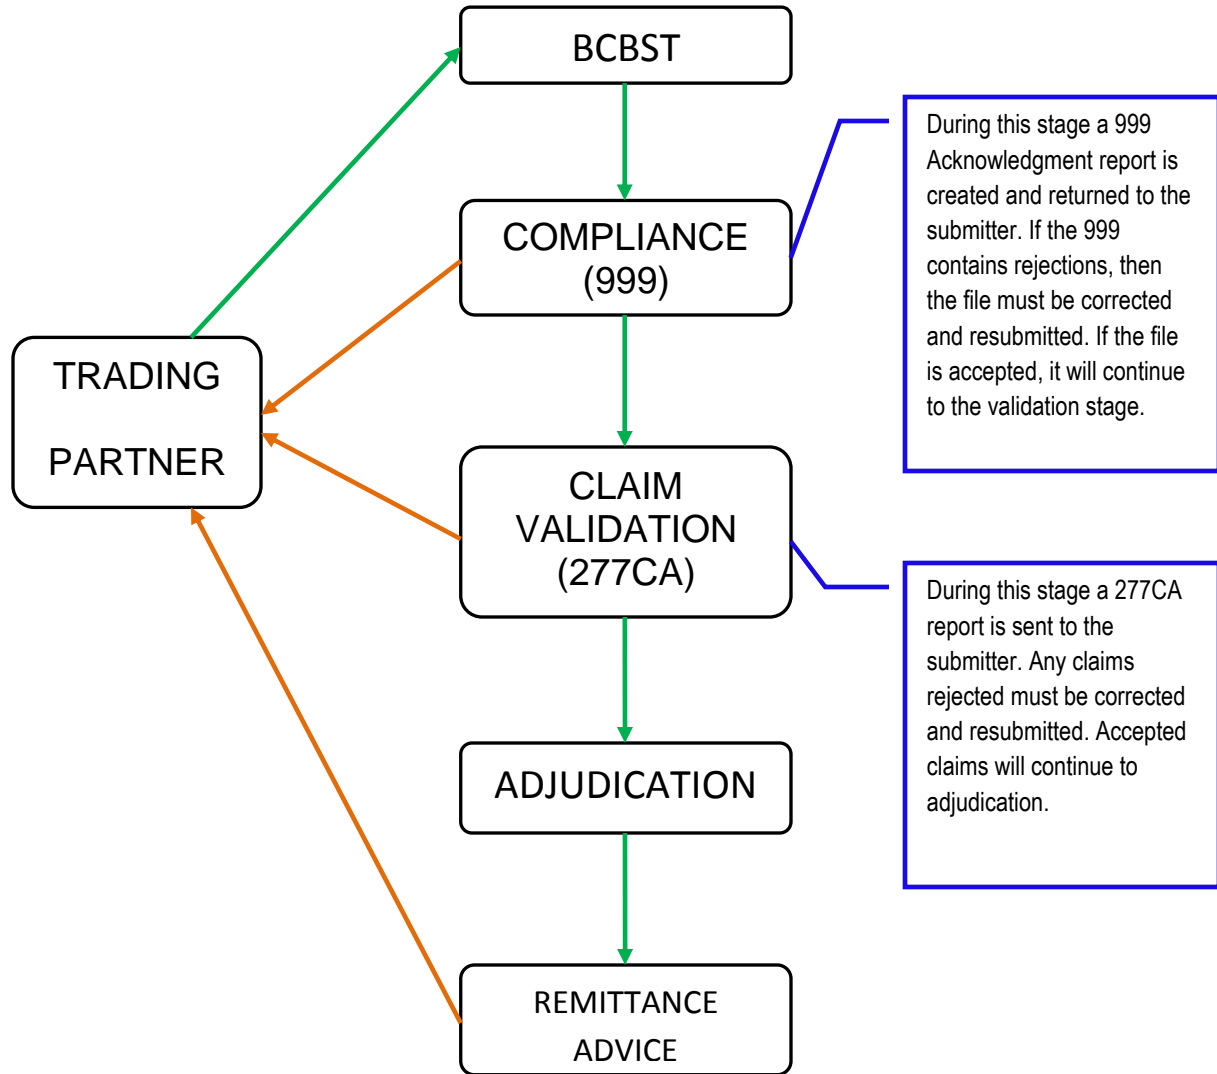 BCBST
During this stage a 999
Acknowledgment report is
created and returned to the
submitter. If the 999
contains rejections, then
the file must be corrected
and resubmitted. If the file
is accepted, it will continue
to the validation stage.
COMPLIANCE
(999)
TRADING
PARTNER
CLAIM
VALIDATION
(277CA)
During this stage a 277CA
report is sent to the
submitter. Any claims
rejected must be corrected
and resubmitted. Accepted
claims will continue to
adjudication.
ADJUDICATION
REMITTANCE
ADVICE